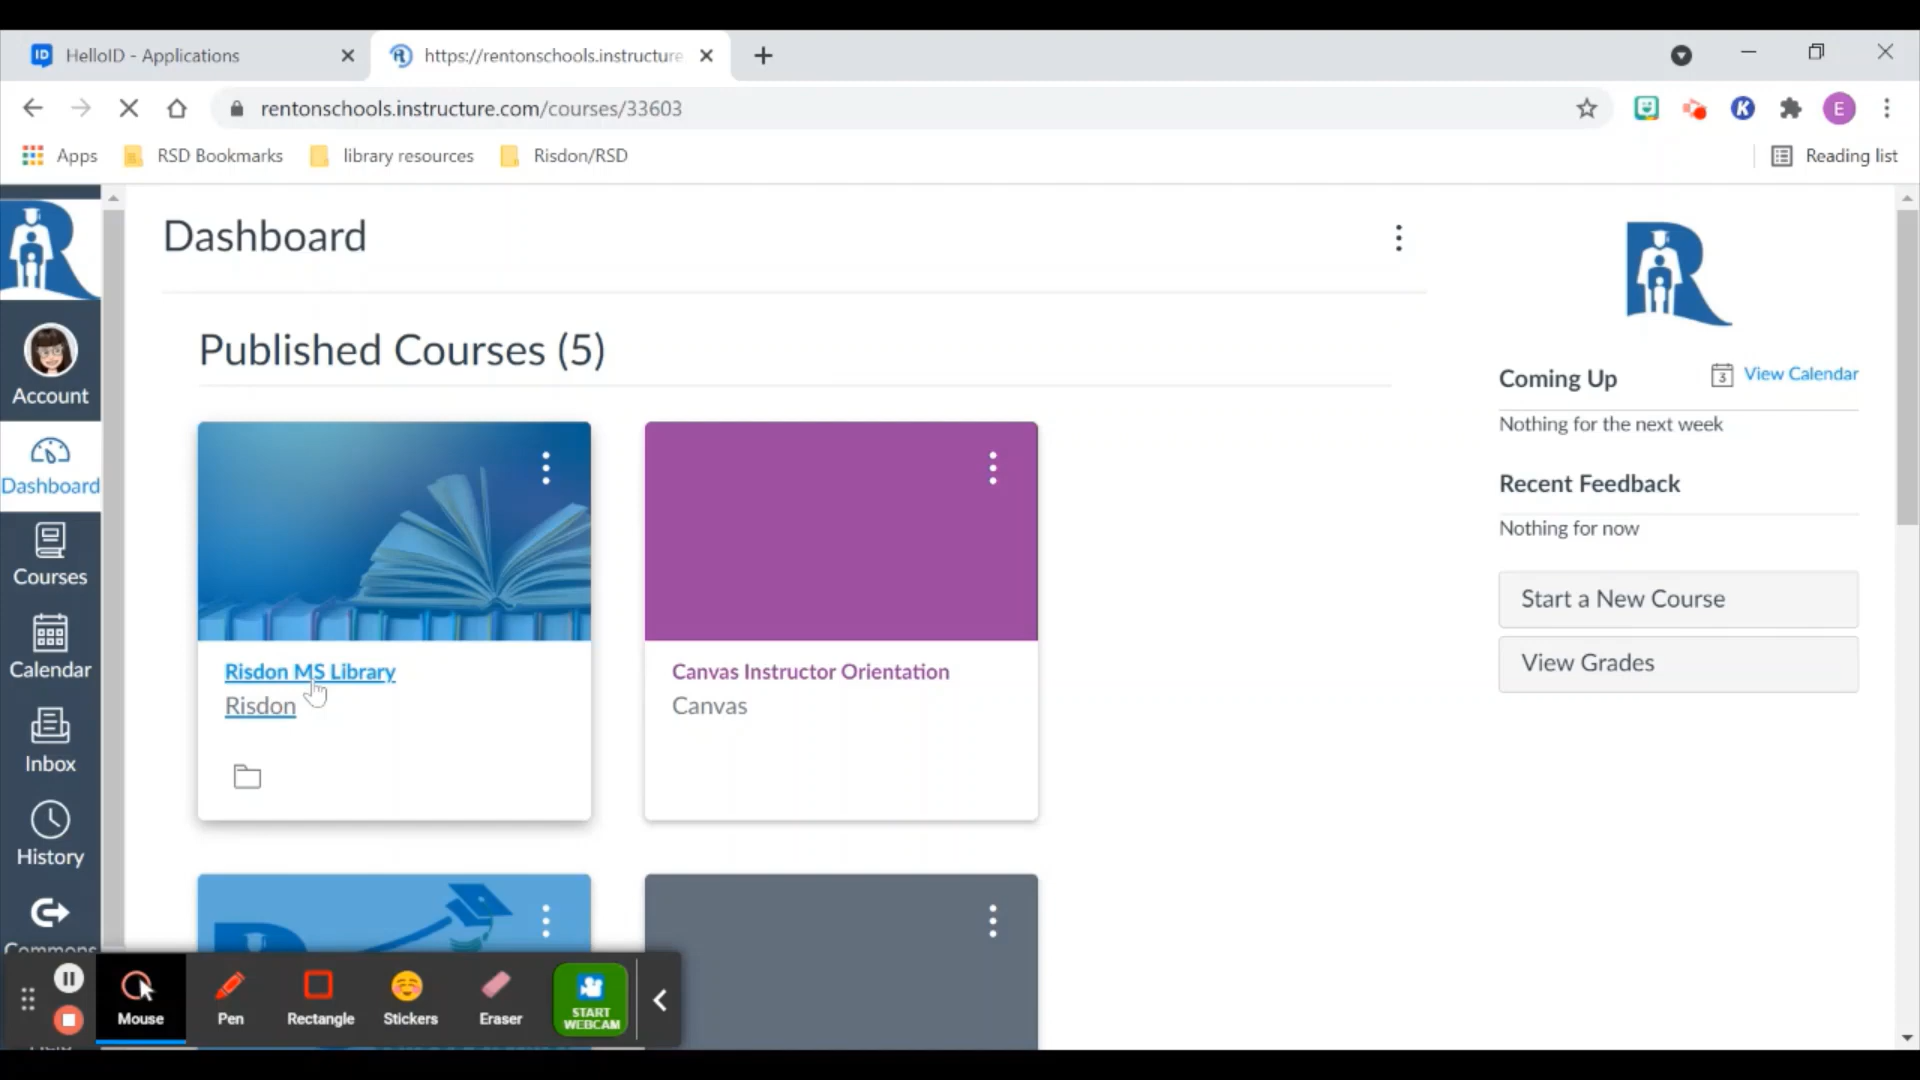 HelloID - Applications
https://rentonschools.instructure
rentonschools.instructure.com/courses/33603
K
E
Apps
RSD Bookmarks
library resources
Risdon/RSD
Reading list
Dashboard
Published Courses (5)
Account
Dashboard
Courses
Calendar
Inbox
History
Commons
Risdon MS Library
Risdon
Canvas Instructor Orientation
Canvas
Coming Up
3
View Calendar
Nothing for the next week
Recent Feedback
Nothing for now
Start a New Course
View Grades
Mouse
Pen
Rectangle
Stickers
Eraser
START
WEBCAM